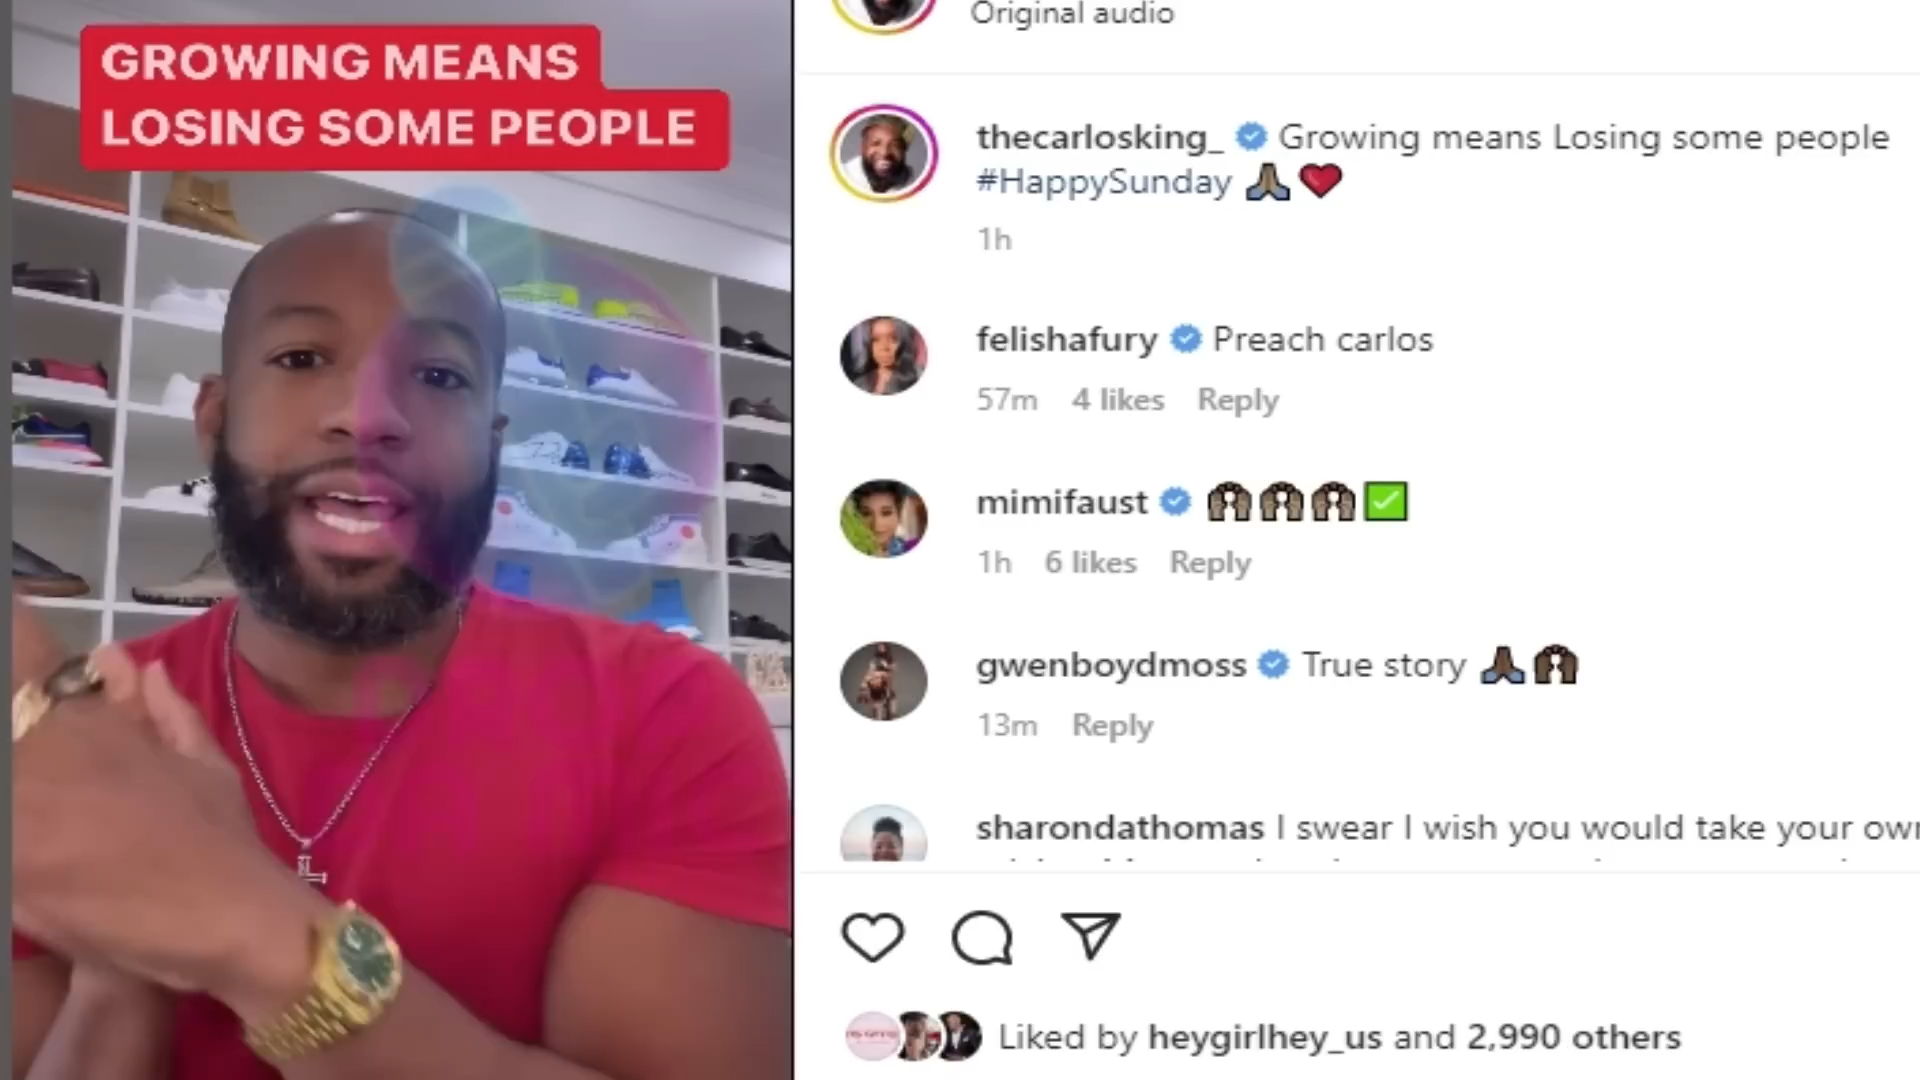 GROWING MEANS
LOSING SOME PEOPLE
Original audio
thecarlosking_ Growing means Losing some people
#HappySunday 🙏🏽❤️
1h
felishafury Preach carlos
57m 4 likes Reply
mimifaust 🙌🏽🙌🏽🙌🏽✅
1h 6 likes Reply
gwenboydmoss True story 🙏🏾🙌🏾
13m Reply
sharondathomas I swear I wish you would take your own
Liked by heygirlhey_us and 2,990 others